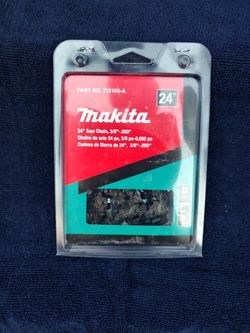 PART NO. 713100-A
24"
makita
24" Saw Chain, 3/8"-.050"
Chaîne de scie 24 po, 3/8 po-0,050 po
Cadena de Sierra de 24", 3/8"-.050"